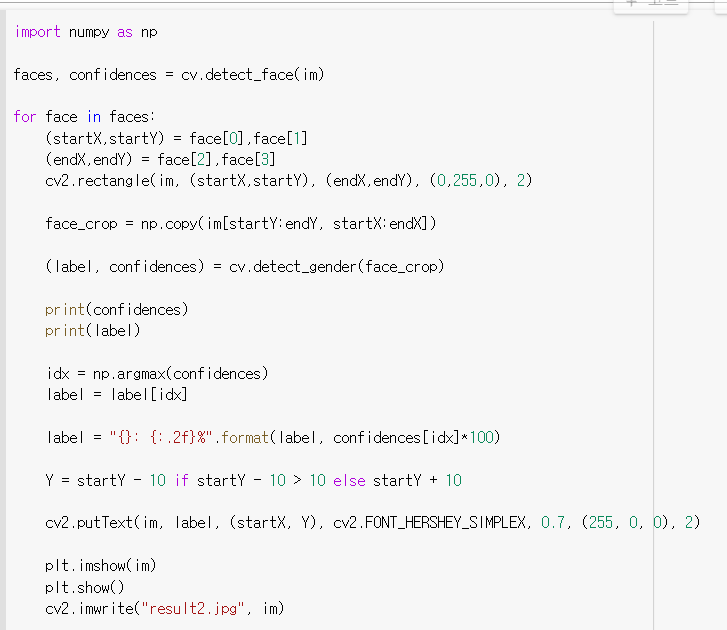 + 코드
import numpy as np
faces, confidences = cv.detect_face(im)
for face in faces:
    (startX,startY) = face[0],face[1]
    (endX,endY) = face[2],face[3]
    cv2.rectangle(im, (startX,startY), (endX,endY), (0,255,0), 2)
    face_crop = np.copy(im[startY:endY, startX:endX])
    (label, confidences) = cv.detect_gender(face_crop)
    print(confidences)
    print(label)
    idx = np.argmax(confidences)
    label = label[idx]
    label = "{}: {:.2f}%".format(label, confidences[idx]*100)
    Y = startY - 10 if startY - 10 > 10 else startY + 10
    cv2.putText(im, label, (startX, Y), cv2.FONT_HERSHEY_SIMPLEX, 0.7, (255, 0, 0), 2)
    plt.imshow(im)
    plt.show()
    cv2.imwrite("result2.jpg", im)